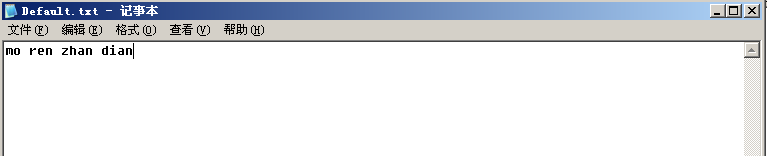 Default.txt - 记事本
文件(F) 编辑(E) 格式(O) 查看(V) 帮助(H)
mo ren zhan dian